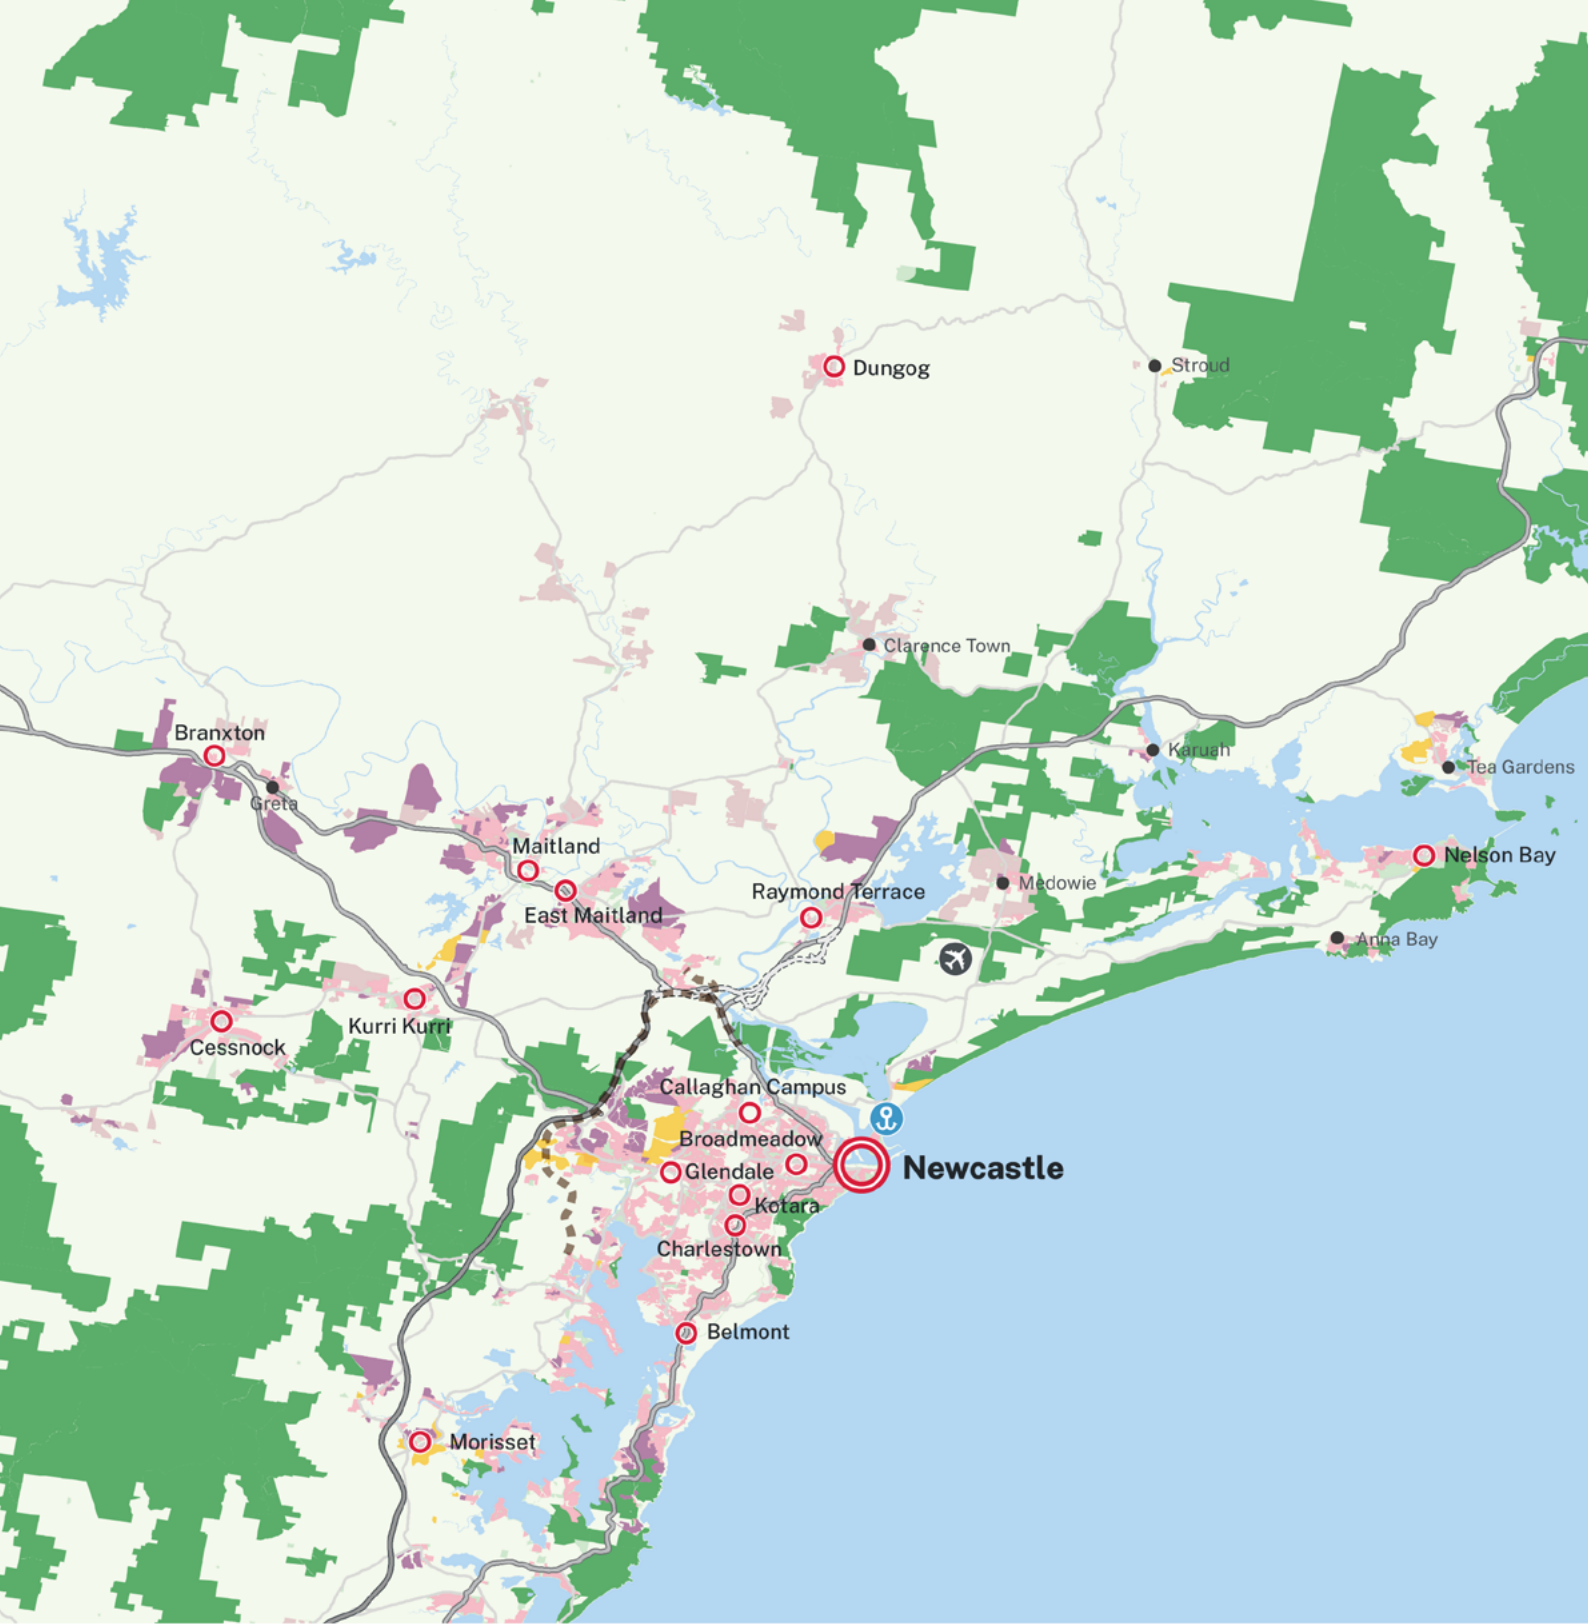 Dungog
Stroud
Clarence Town
Branxton
Karuah
Tea Gardens
Greta
Maitland
Nelson Bay
Medowie
Raymond Terrace
East Maitland
Anna Bay
Kurri Kurri
Cessnock
Callaghan Campus
Broadmeadow
Newcastle
Glendale
Kotara
Charlestown
Belmont
Morisset